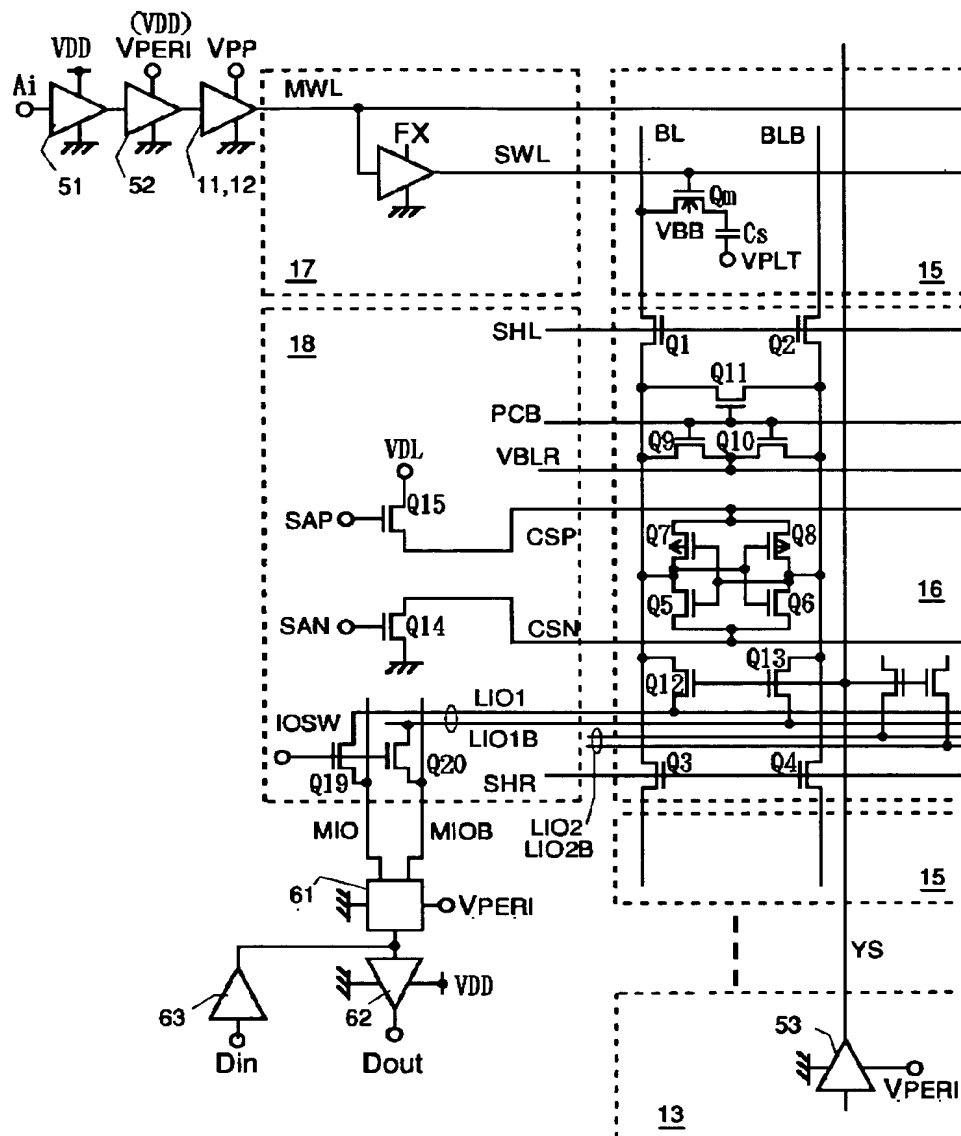 (VDD)
VDD VPERI VPP
Ai
51 52 11,12
MWL
FX
SWL
17
BL BLB
Qm
VBB
Cs
VPLT
15
18
SHL
Q1 Q2
Q11
PCB
Q9 Q10
VBLR
VDL
Q15
SAP
CSP
Q7 Q8
Q5 Q6
16
SAN
Q14
CSN
Q12 Q13
LIO1
IOSW
LIO1B
Q19 Q20
SHR
Q3 Q4
MIO MIOB
LIO2
LIO2B
15
61
VPERI
YS
63
62
VDD
Din
Dout
53
VPERI
13